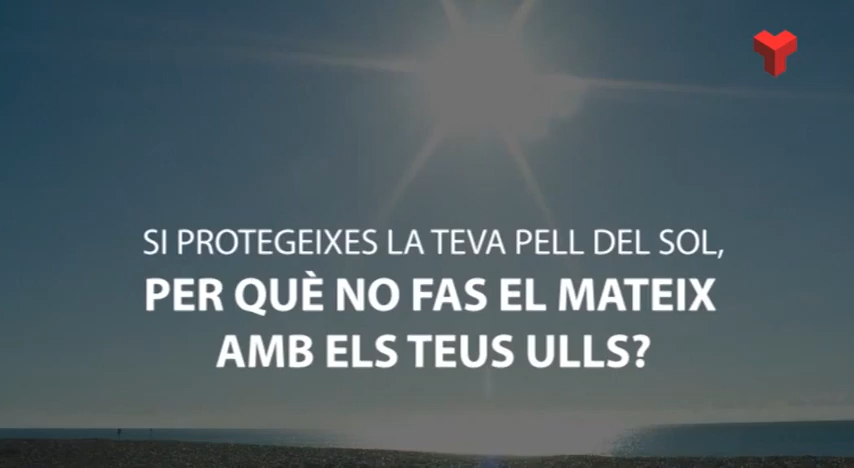 SI PROTEGEIXES LA TEVA PELL DEL SOL,
PER QUÈ NO FAS EL MATEIX
AMB ELS TEUS ULLS?